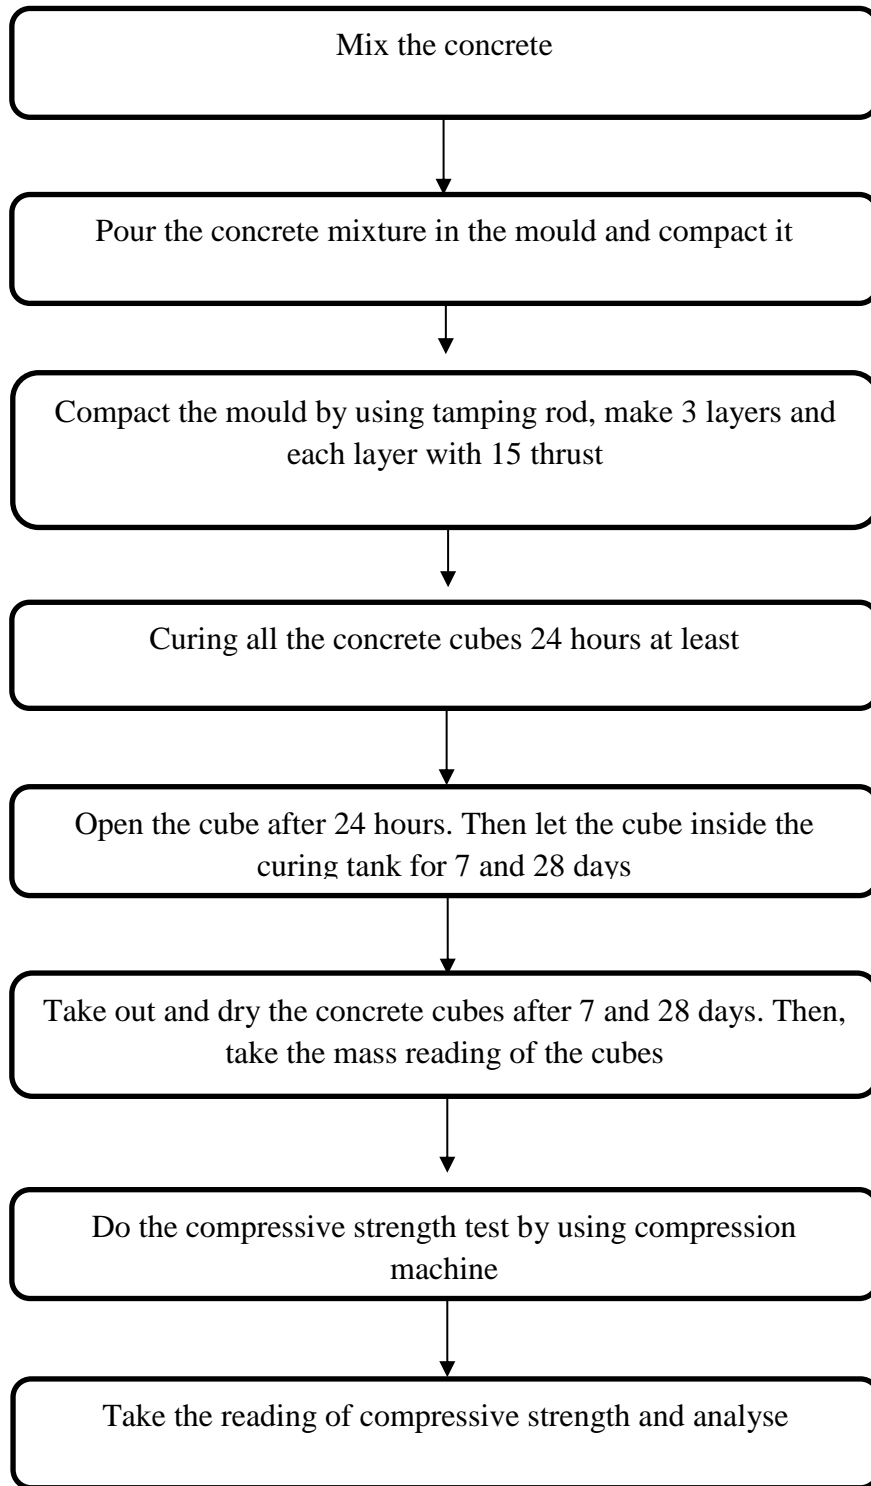 Mix the concrete
Pour the concrete mixture in the mould and compact it
Compact the mould by using tamping rod, make 3 layers and
each layer with 15 thrust
Curing all the concrete cubes 24 hours at least
Open the cube after 24 hours. Then let the cube inside the
curing tank for 7 and 28 days
Take out and dry the concrete cubes after 7 and 28 days. Then,
take the mass reading of the cubes
Do the compressive strength test by using compression
machine
Take the reading of compressive strength and analyse